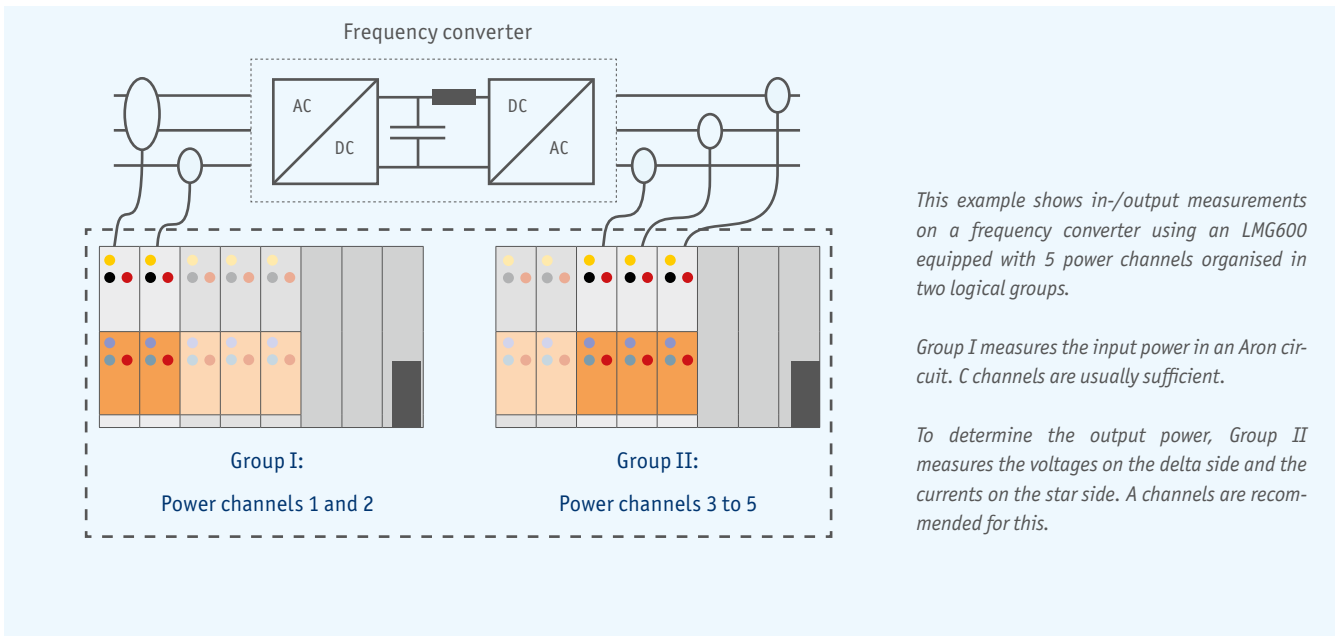 Frequency converter
AC
DC
DC
AC
This example shows in-/output measurements
on a frequency converter using an LMG600
equipped with 5 power channels organised in
two logical groups.
Group I measures the input power in an Aron cir-
cuit. C channels are usually sufficient.
To determine the output power, Group II
measures the voltages on the delta side and the
currents on the star side. A channels are recom-
mended for this.
Group I:
Power channels 1 and 2
Group II:
Power channels 3 to 5